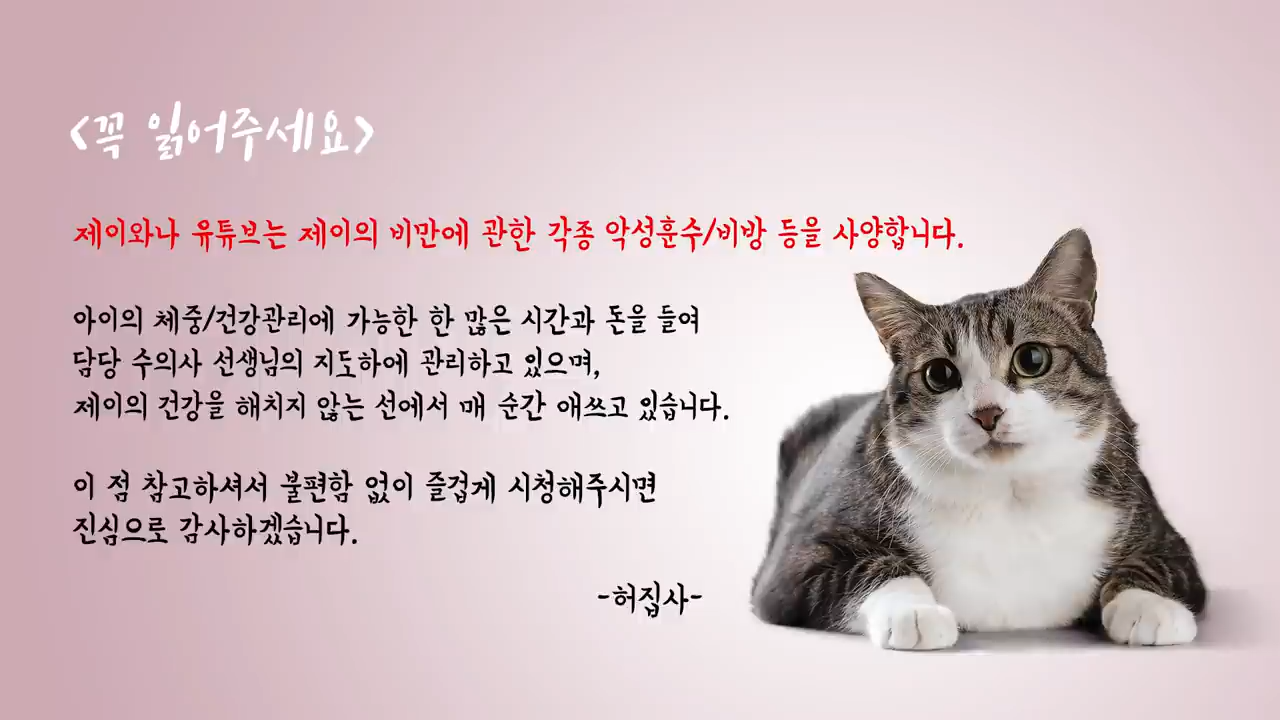 <꼭 읽어주세요>
제이와나 유튜브는 제이의 비만에 관한 각종 악성훈수/비방 등을 사양합니다.
아이의 체중/건강관리에 가능한 한 많은 시간과 돈을 들여
담당 수의사 선생님의 지도하에 관리하고 있으며,
제이의 건강을 해치지 않는 선에서 매 순간 애쓰고 있습니다.
이 점 참고하셔서 불편함 없이 즐겁게 시청해주시면
진심으로 감사하겠습니다.
-허집사-